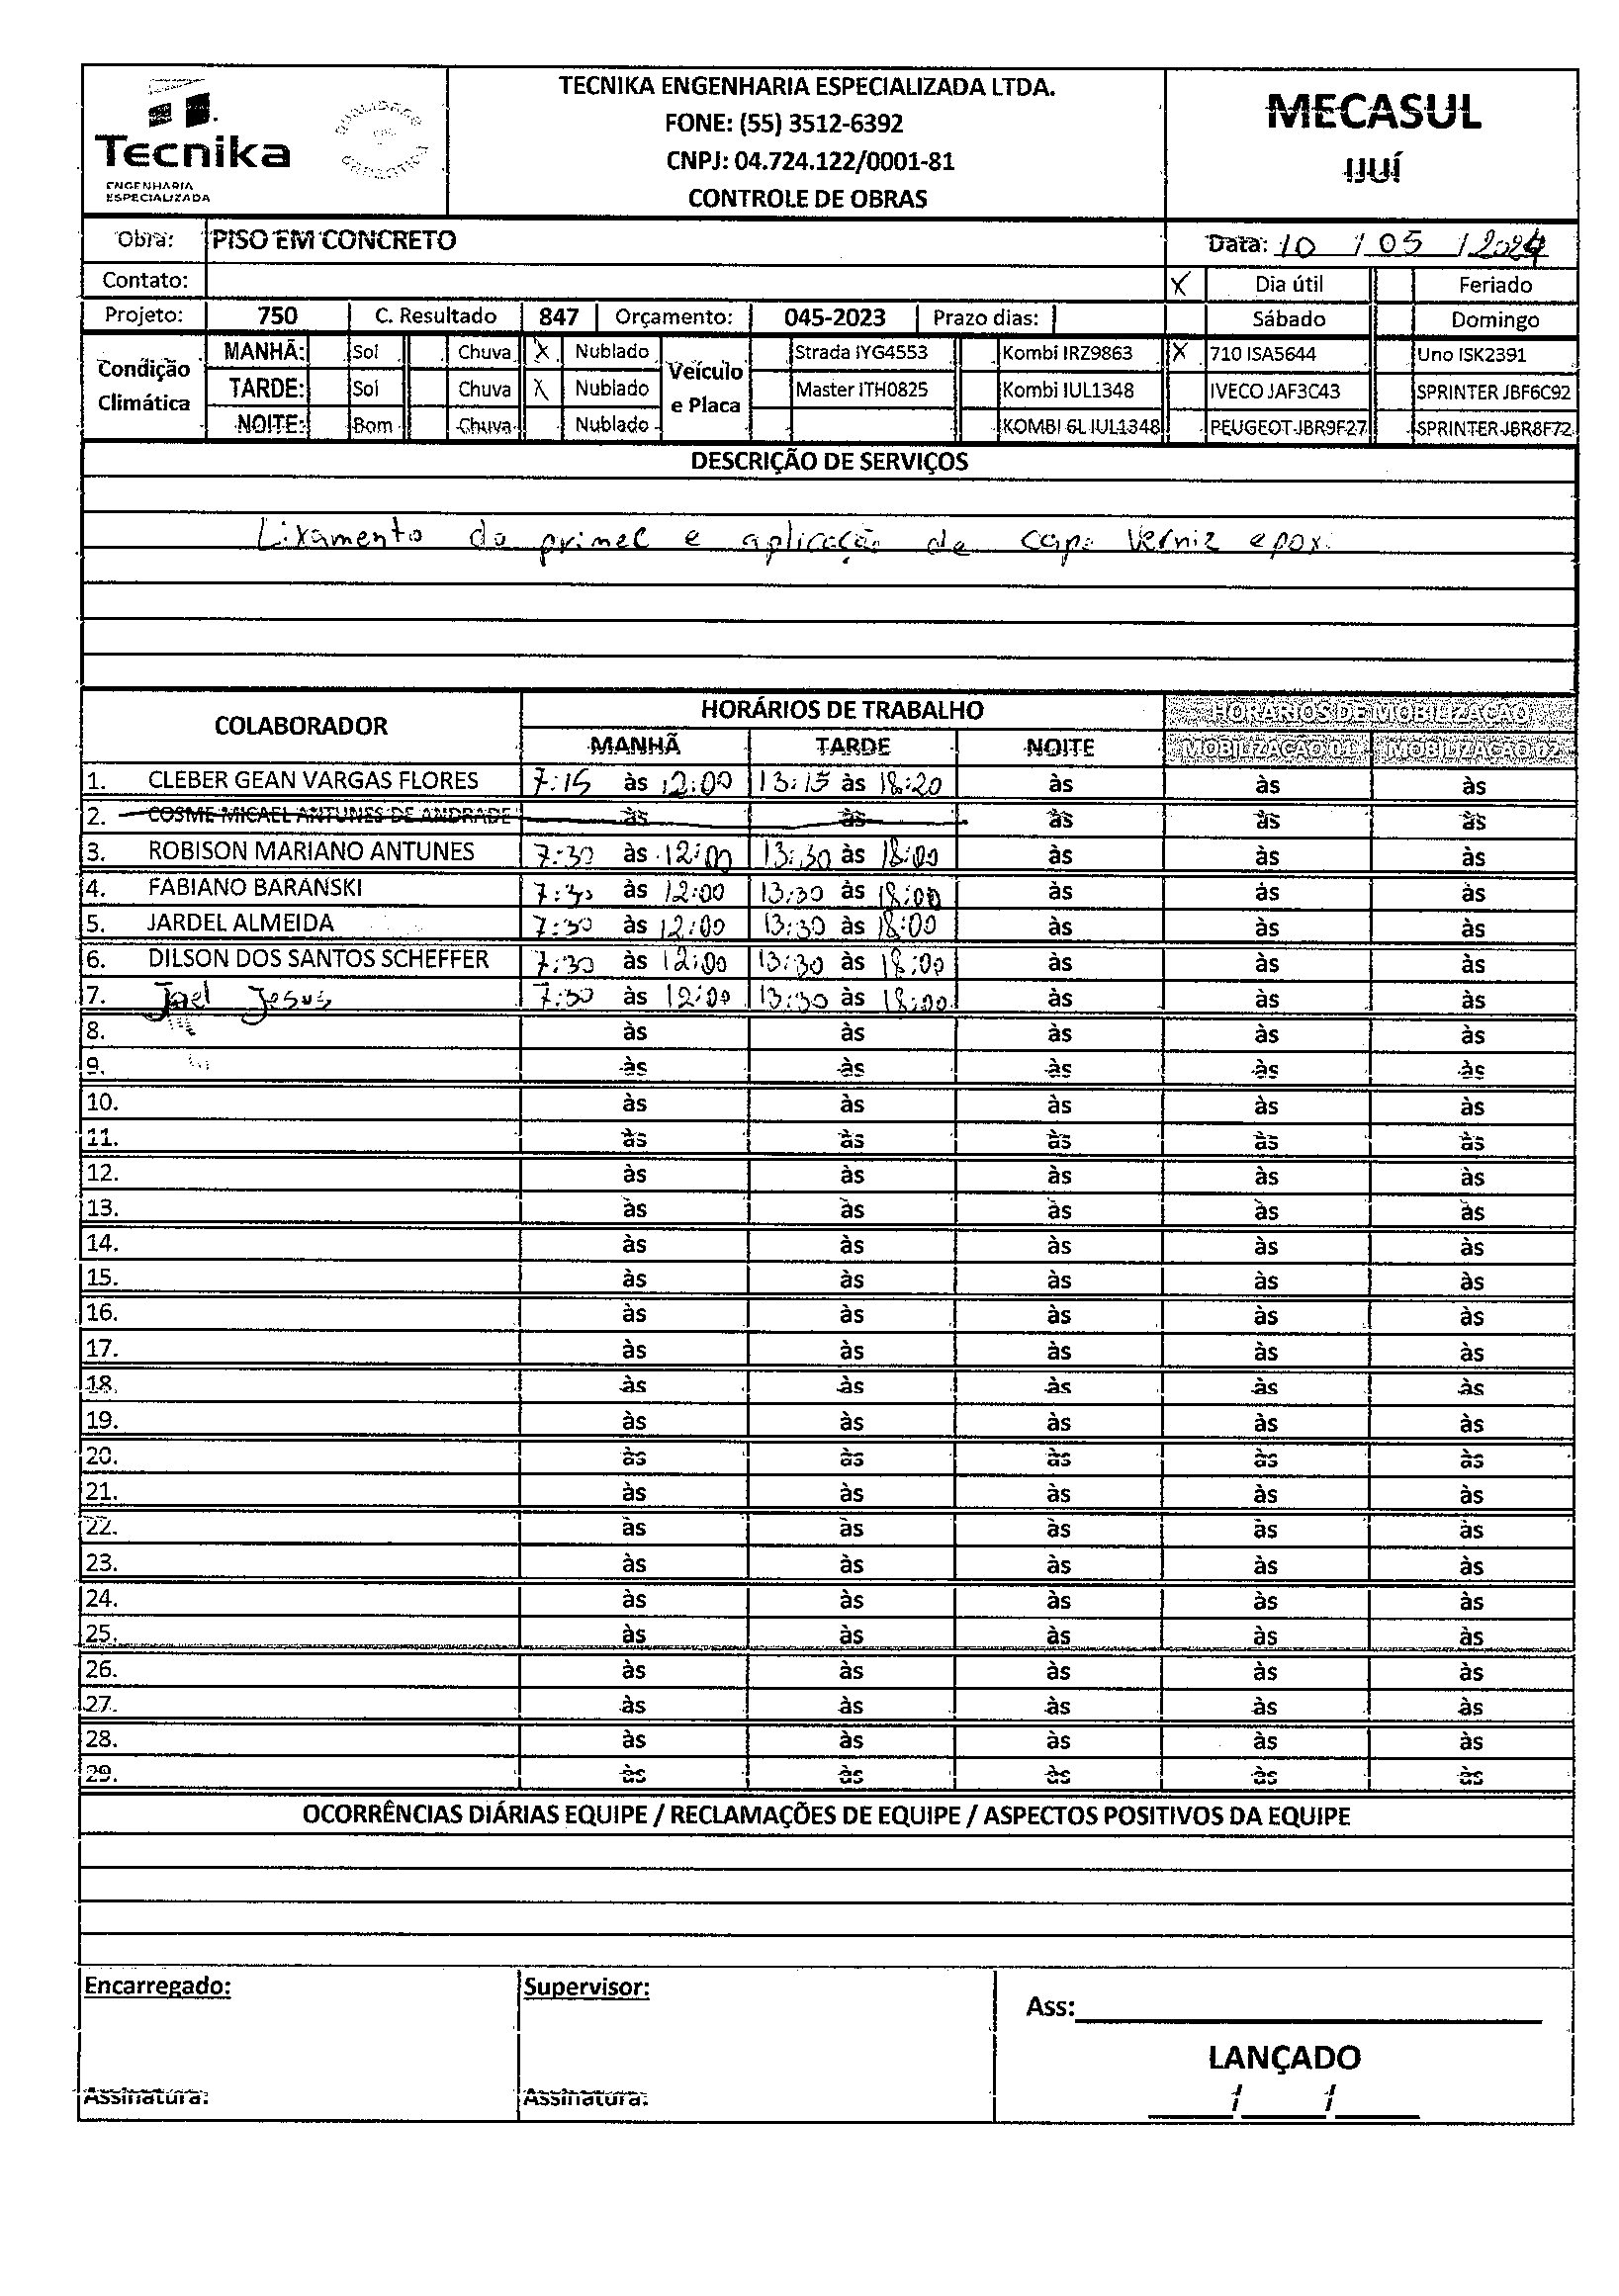 Tecnika
ENGENHARIA
ESPECIALIZADA
QUALIDADE
GARANTIA
TECNIKA ENGENHARIA ESPECIALIZADA LTDA.
FONE: (55) 3512-6392
CNPJ: 04.724.122/0001-81
CONTROLE DE OBRAS
MECASUL
IJUÍ
Obra: PISO EM CONCRETO Data: 10 / 05 / 2024
Contato: X Dia útil Feriado
Projeto: 750 C. Resultado 847 Orçamento: 045-2023 Prazo dias: Sábado Domingo
Condição Climática
MANHÃ: Sol Chuva X Nublado
TARDE: Sol Chuva X Nublado
NOITE: Bom Chuva Nublado
Veículo e Placa
Strada IYG4553 Kombi IRZ9863 X 710 ISA5644 Uno ISK2391
Master ITH0825 Kombi IUL1348 IVECO JAF3C43 SPRINTER JBF6C92
KOMBI 6L IUL1348 PEUGEOT JBR9F27 SPRINTER JBR8F72
DESCRIÇÃO DE SERVIÇOS
Lixamento do primer e aplicação de capa Verniz epoxi
COLABORADOR HORÁRIOS DE TRABALHO HORÁRIOS DE MOBILIZAÇÃO
MANHÃ TARDE NOITE MOBILIZAÇÃO 01 MOBILIZAÇÃO 02
1. CLEBER GEAN VARGAS FLORES 7:15 às 12:00 13:15 às 18:20 às às às
2. COSME MICAEL ANTUNES DE ANDRADE às às às às às
3. ROBISON MARIANO ANTUNES 7:30 às 12:00 13:30 às 18:00 às às às
4. FABIANO BARANSKI 7:30 às 12:00 13:30 às 18:00 às às às
5. JARDEL ALMEIDA 7:30 às 12:00 13:30 às 18:00 às às às
6. DILSON DOS SANTOS SCHEFFER 7:30 às 12:00 13:30 às 18:00 às às às
7. Joel Jesus 7:30 às 12:00 13:30 às 18:00 às às às
8. às às às às às
9. às às às às às
10. às às às às às
11. às às às às às
12. às às às às às
13. às às às às às
14. às às às às às
15. às às às às às
16. às às às às às
17. às às às às às
18. às às às às às
19. às às às às às
20. às às às às às
21. às às às às às
22. às às às às às
23. às às às às às
24. às às às às às
25. às às às às às
26. às às às às às
27. às às às às às
28. às às às às às
29. às às às às às
OCORRÊNCIAS DIÁRIAS EQUIPE / RECLAMAÇÕES DE EQUIPE / ASPECTOS POSITIVOS DA EQUIPE
Encarregado: Supervisor:
Ass:
LANÇADO
Assinatura: Assinatura: / /